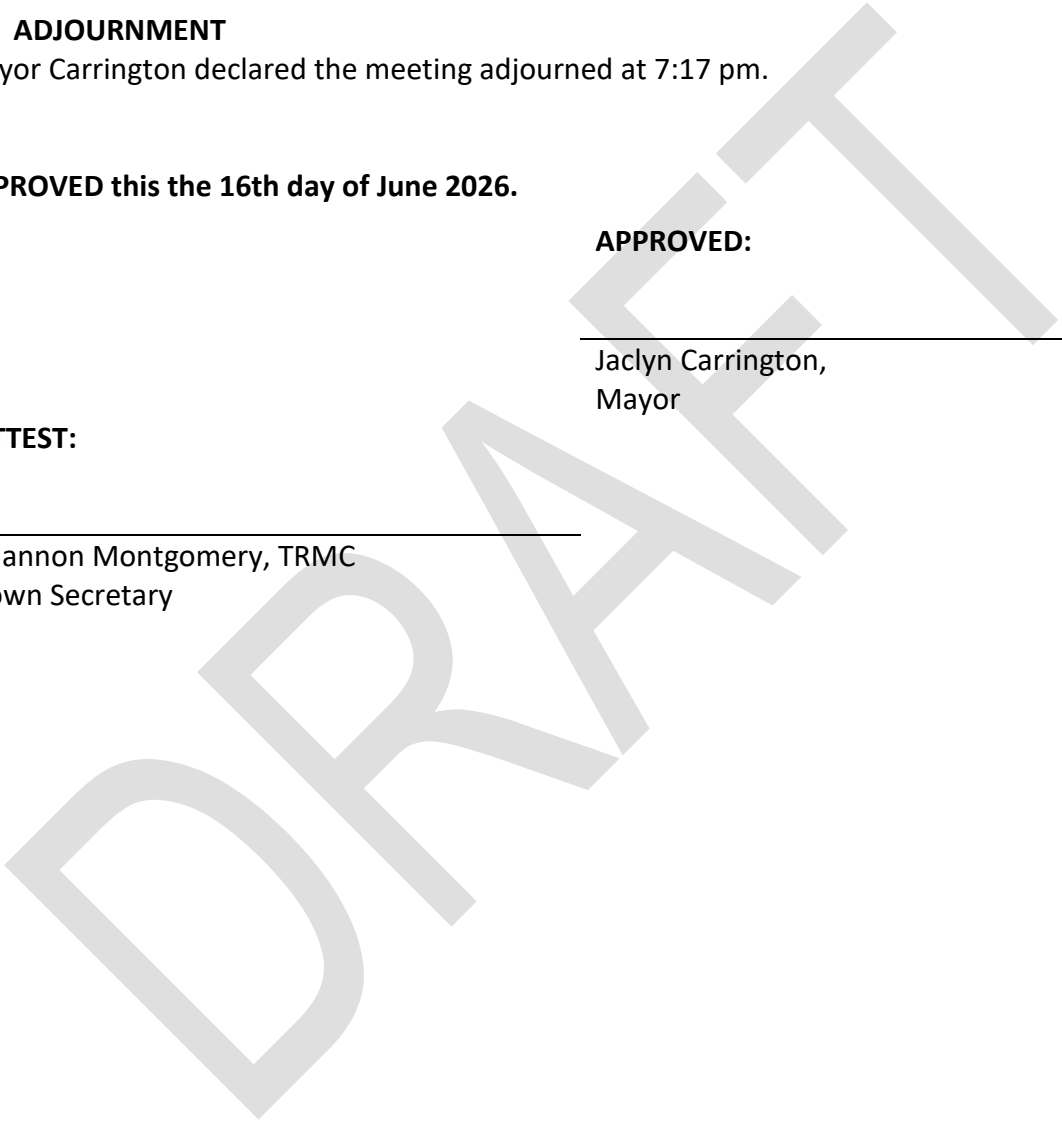 ADJOURNMENT
yor Carrington declared the meeting adjourned at 7:17 pm.
PROVED this the 16th day of June 2026.
APPROVED:
Jaclyn Carrington,
Mayor
TTEST:
annon Montgomery, TRMC
own Secretary
DRAFT